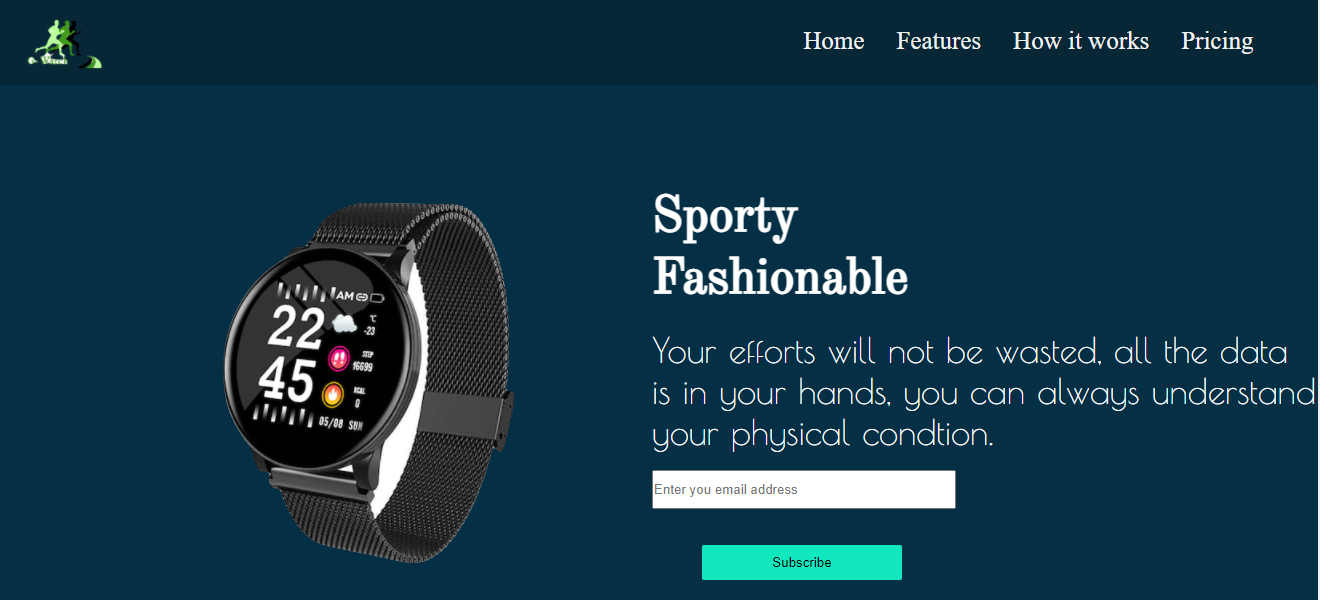 Home Features How it works Pricing
Sporty
Fashionable
Your efforts will not be wasted, all the data
is in your hands, you can always understand
your physical condtion.
Enter you email address
Subscribe
AM
22
°C
-23
45
STEP
16699
KCAL
0
05/08 SUN